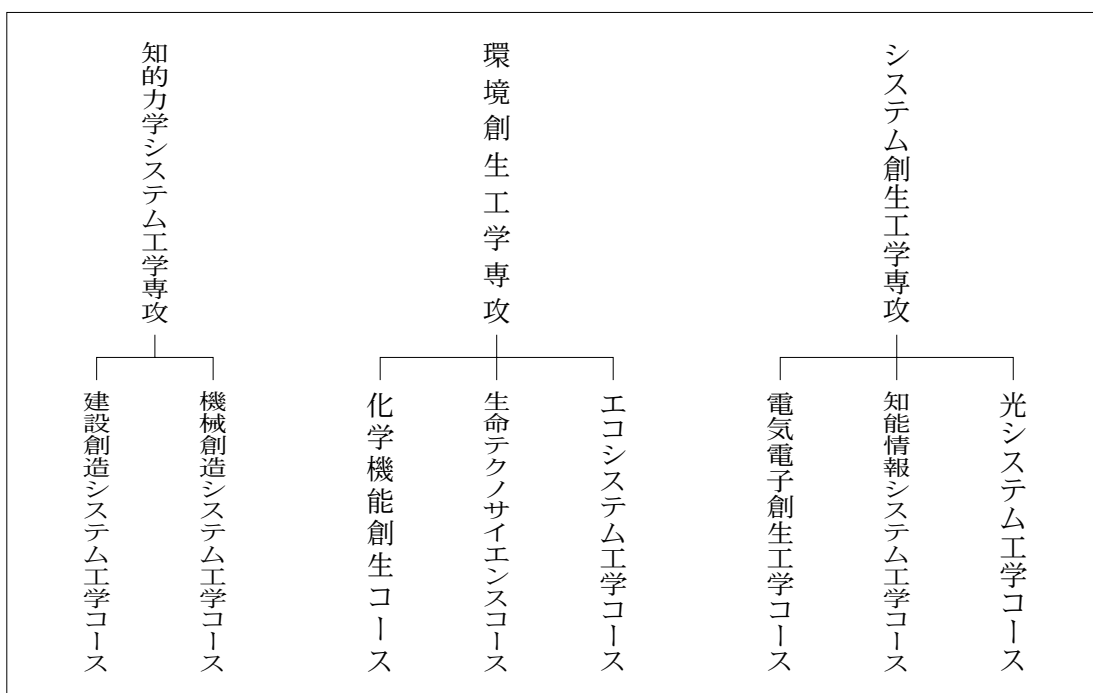 知的力学システム工学専攻
建設創造システム工学コース
機械創造システム工学コース
環境創生工学専攻
化学機能創生コース
生命テクノサイエンスコース
エコシステム工学コース
システム創生工学専攻
電気電子創生工学コース
知能情報システム工学コース
光システム工学コース